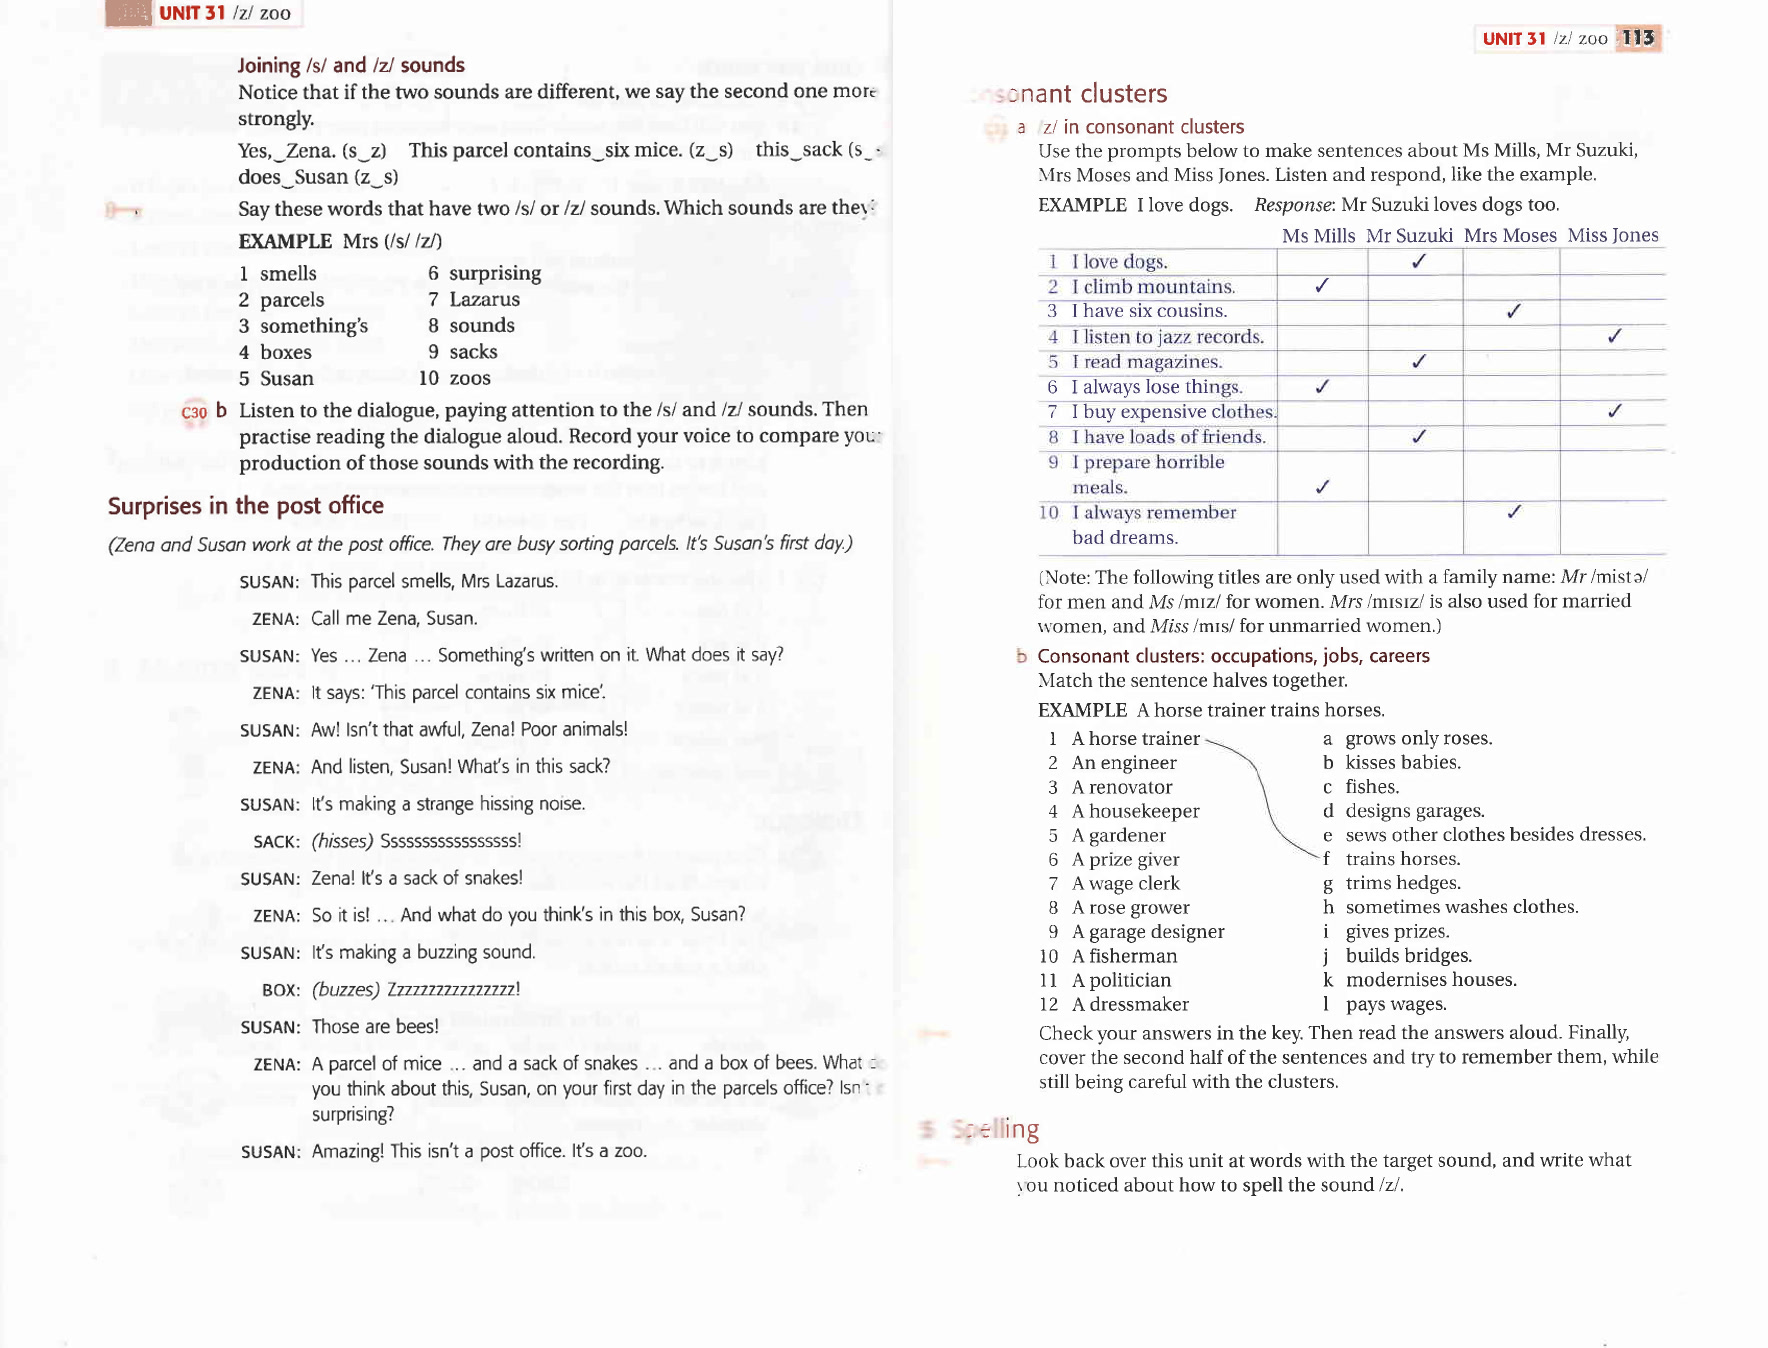 UNIT 31 /z/ zoo
Joining /s/ and /z/ sounds
Notice that if the two sounds are different, we say the second one more
strongly.
Yes,‿Zena. (s‿z) This parcel contains‿six mice. (z‿s) this‿sack (s‿
does‿Susan (z‿s)
Say these words that have two /s/ or /z/ sounds. Which sounds are they?
EXAMPLE Mrs (/s/ /z/)
1 smells 6 surprising
2 parcels 7 Lazarus
3 something's 8 sounds
4 boxes 9 sacks
5 Susan 10 zoos
C30 b Listen to the dialogue, paying attention to the /s/ and /z/ sounds. Then
practise reading the dialogue aloud. Record your voice to compare your
production of those sounds with the recording.
Surprises in the post office
(Zena and Susan work at the post office. They are busy sorting parcels. It's Susan's first day.)
SUSAN: This parcel smells, Mrs Lazarus.
ZENA: Call me Zena, Susan.
SUSAN: Yes ... Zena ... Something's written on it. What does it say?
ZENA: It says: 'This parcel contains six mice'.
SUSAN: Aw! Isn't that awful, Zena! Poor animals!
ZENA: And listen, Susan! What's in this sack?
SUSAN: It's making a strange hissing noise.
SACK: (hisses) Ssssssssssssssssss!
SUSAN: Zena! It's a sack of snakes!
ZENA: So it is! ... And what do you think's in this box, Susan?
SUSAN: It's making a buzzing sound.
BOX: (buzzes) Zzzzzzzzzzzzzzzz!
SUSAN: Those are bees!
ZENA: A parcel of mice ... and a sack of snakes ... and a box of bees. What do
you think about this, Susan, on your first day in the parcels office? Isn't
surprising?
SUSAN: Amazing! This isn't a post office. It's a zoo.
UNIT 31 /z/ zoo 113
onant clusters
a /z/ in consonant clusters
Use the prompts below to make sentences about Ms Mills, Mr Suzuki,
Mrs Moses and Miss Jones. Listen and respond, like the example.
EXAMPLE I love dogs. Response: Mr Suzuki loves dogs too.
Ms Mills Mr Suzuki Mrs Moses Miss Jones
1 I love dogs. ✓
2 I climb mountains. ✓
3 I have six cousins. ✓
4 I listen to jazz records. ✓
5 I read magazines. ✓
6 I always lose things. ✓
7 I buy expensive clothes. ✓
8 I have loads of friends. ✓
9 I prepare horrible
meals. ✓
10 I always remember ✓
bad dreams.
(Note: The following titles are only used with a family name: Mr /mistə/
for men and Ms /mɪz/ for women. Mrs /mɪsɪz/ is also used for married
women, and Miss /mɪs/ for unmarried women.)
b Consonant clusters: occupations, jobs, careers
Match the sentence halves together.
EXAMPLE A horse trainer trains horses.
1 A horse trainer a grows only roses.
2 An engineer b kisses babies.
3 A renovator c fishes.
4 A housekeeper d designs garages.
5 A gardener e sews other clothes besides dresses.
6 A prize giver f trains horses.
7 A wage clerk g trims hedges.
8 A rose grower h sometimes washes clothes.
9 A garage designer i gives prizes.
10 A fisherman j builds bridges.
11 A politician k modernises houses.
12 A dressmaker l pays wages.
Check your answers in the key. Then read the answers aloud. Finally,
cover the second half of the sentences and try to remember them, while
still being careful with the clusters.
5 Spelling
Look back over this unit at words with the target sound, and write what
you noticed about how to spell the sound /z/.